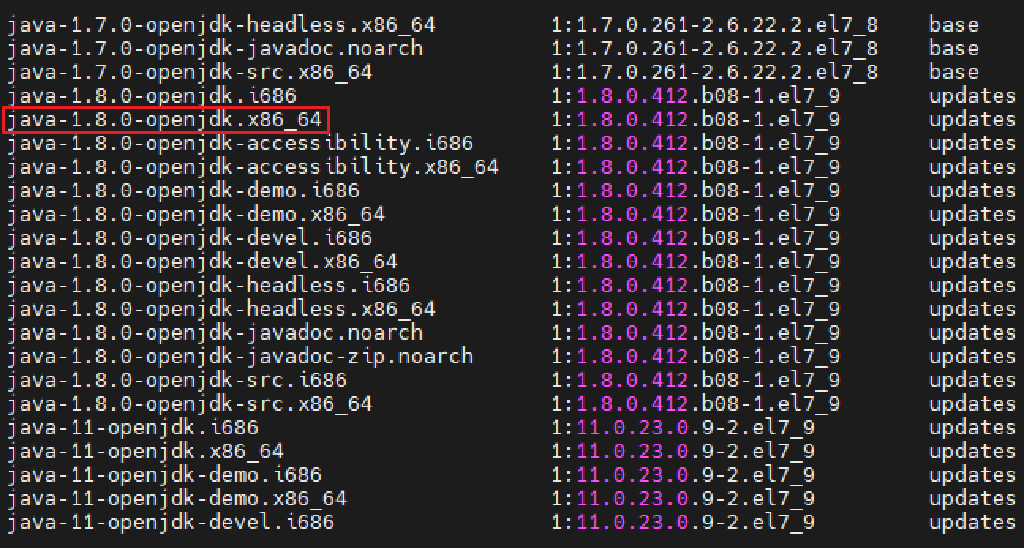 java-1.7.0-openjdk-headless.x86_64 1:1.7.0.261-2.6.22.2.el7_8 base
java-1.7.0-openjdk-javadoc.noarch 1:1.7.0.261-2.6.22.2.el7_8 base
java-1.7.0-openjdk-src.x86_64 1:1.7.0.261-2.6.22.2.el7_8 base
java-1.8.0-openjdk.i686 1:1.8.0.412.b08-1.el7_9 updates
java-1.8.0-openjdk.x86_64 1:1.8.0.412.b08-1.el7_9 updates
java-1.8.0-openjdk-accessibility.i686 1:1.8.0.412.b08-1.el7_9 updates
java-1.8.0-openjdk-accessibility.x86_64 1:1.8.0.412.b08-1.el7_9 updates
java-1.8.0-openjdk-demo.i686 1:1.8.0.412.b08-1.el7_9 updates
java-1.8.0-openjdk-demo.x86_64 1:1.8.0.412.b08-1.el7_9 updates
java-1.8.0-openjdk-devel.i686 1:1.8.0.412.b08-1.el7_9 updates
java-1.8.0-openjdk-devel.x86_64 1:1.8.0.412.b08-1.el7_9 updates
java-1.8.0-openjdk-headless.i686 1:1.8.0.412.b08-1.el7_9 updates
java-1.8.0-openjdk-headless.x86_64 1:1.8.0.412.b08-1.el7_9 updates
java-1.8.0-openjdk-javadoc.noarch 1:1.8.0.412.b08-1.el7_9 updates
java-1.8.0-openjdk-javadoc-zip.noarch 1:1.8.0.412.b08-1.el7_9 updates
java-1.8.0-openjdk-src.i686 1:1.8.0.412.b08-1.el7_9 updates
java-1.8.0-openjdk-src.x86_64 1:1.8.0.412.b08-1.el7_9 updates
java-11-openjdk.i686 1:11.0.23.0.9-2.el7_9 updates
java-11-openjdk.x86_64 1:11.0.23.0.9-2.el7_9 updates
java-11-openjdk-demo.i686 1:11.0.23.0.9-2.el7_9 updates
java-11-openjdk-demo.x86_64 1:11.0.23.0.9-2.el7_9 updates
java-11-openjdk-devel.i686 1:11.0.23.0.9-2.el7_9 updates